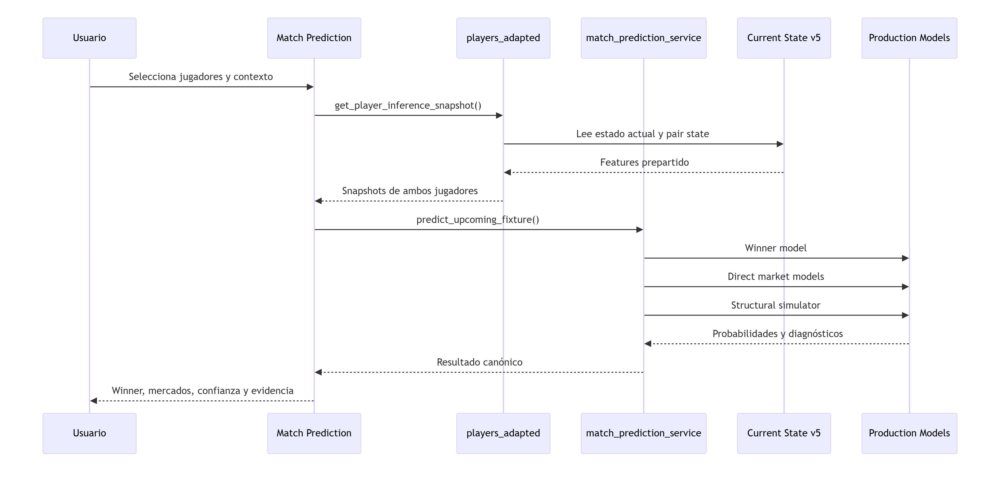 Usuario
Match Prediction
players_adapted
match_prediction_service
Current State v5
Production Models
Selecciona jugadores y contexto
get_player_inference_snapshot()
Lee estado actual y pair state
Features prepartido
Snapshots de ambos jugadores
predict_upcoming_fixture()
Winner model
Direct market models
Structural simulator
Probabilidades y diagnósticos
Resultado canónico
Winner, mercados, confianza y evidencia
Usuario
Match Prediction
players_adapted
match_prediction_service
Current State v5
Production Models